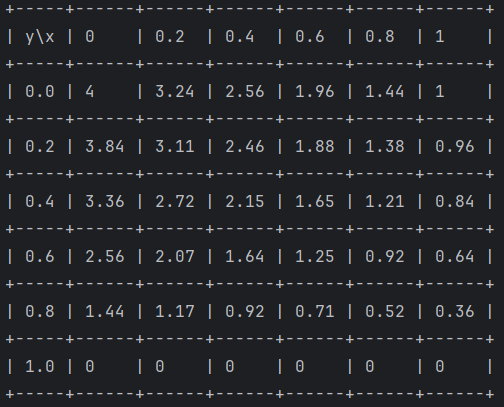 +-----+------+------+------+------+------+
| y\x | 0    | 0.2  | 0.4  | 0.6  | 0.8  | 1    |
+-----+------+------+------+------+------+------+
| 0.0 | 4    | 3.24 | 2.56 | 1.96 | 1.44 | 1    |
+-----+------+------+------+------+------+------+
| 0.2 | 3.84 | 3.11 | 2.46 | 1.88 | 1.38 | 0.96 |
+-----+------+------+------+------+------+------+
| 0.4 | 3.36 | 2.72 | 2.15 | 1.65 | 1.21 | 0.84 |
+-----+------+------+------+------+------+------+
| 0.6 | 2.56 | 2.07 | 1.64 | 1.25 | 0.92 | 0.64 |
+-----+------+------+------+------+------+------+
| 0.8 | 1.44 | 1.17 | 0.92 | 0.71 | 0.52 | 0.36 |
+-----+------+------+------+------+------+------+
| 1.0 | 0    | 0    | 0    | 0    | 0    | 0    |
+-----+------+------+------+------+------+------+